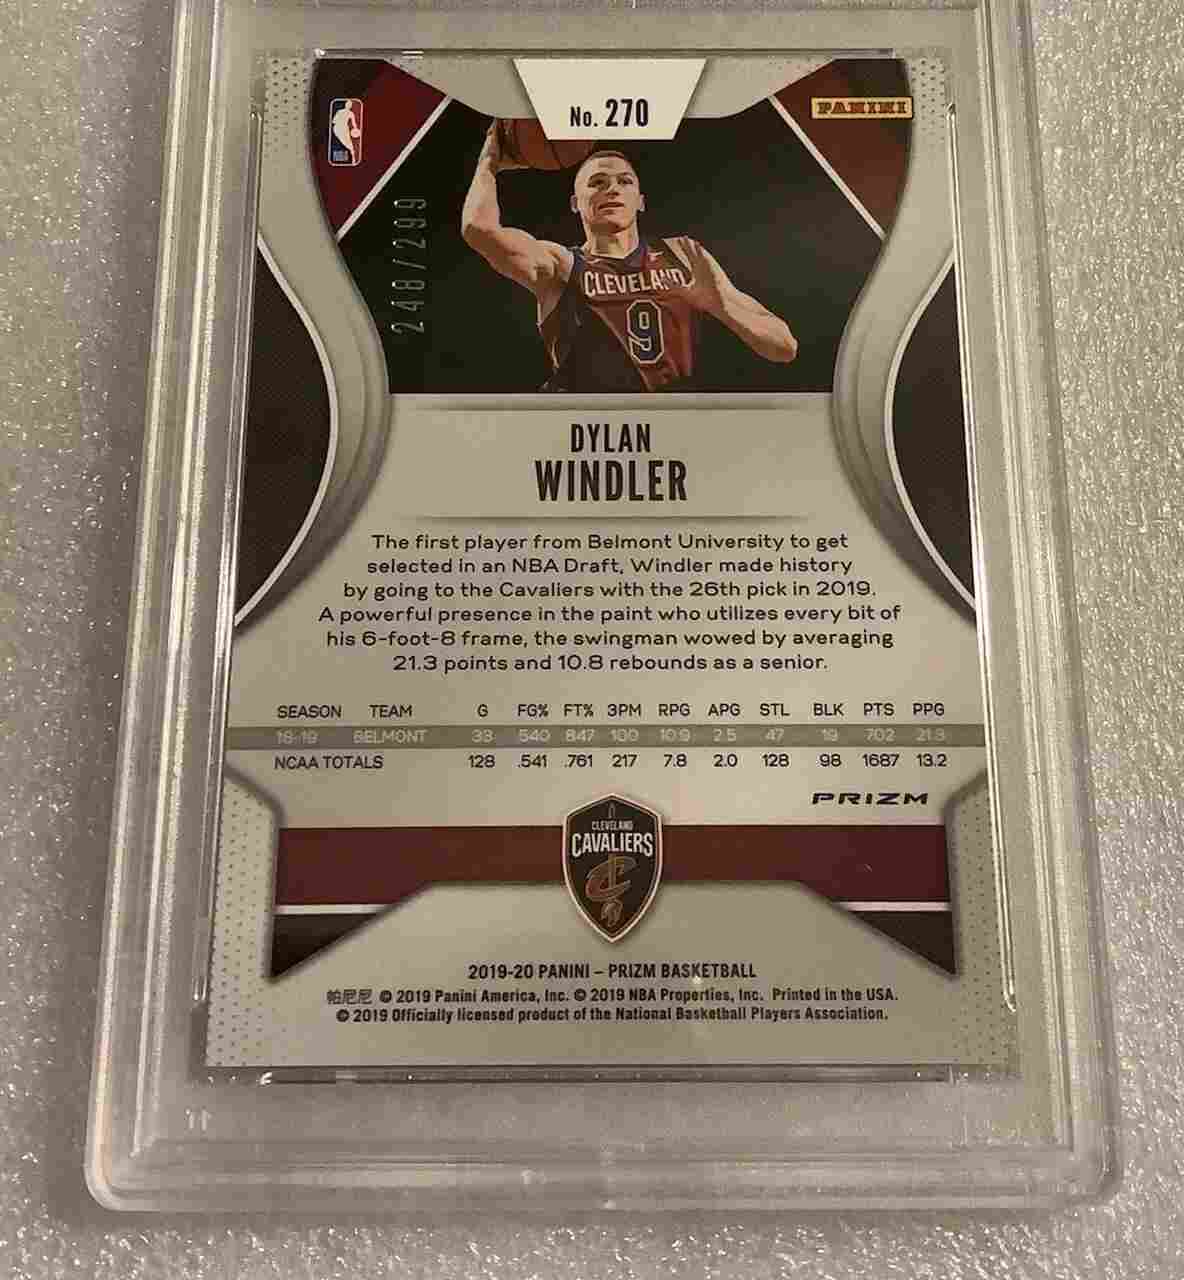 No. 270
PANINI
NBA
248/299
CLEVELAND
9
DYLAN
WINDLER
The first player from Belmont University to get
selected in an NBA Draft, Windler made history
by going to the Cavaliers with the 26th pick in 2019.
A powerful presence in the paint who utilizes every bit of
his 6-foot-8 frame, the swingman wowed by averaging
21.3 points and 10.8 rebounds as a senior.
SEASON TEAM G FG% FT% 3PM RPG APG STL BLK PTS PPG
18-19 BELMONT 33 .540 .847 100 10.9 2.5 47 19 702 21.3
NCAA TOTALS 128 .541 .761 217 7.8 2.0 128 98 1687 13.2
PRIZM
CLEVELAND
CAVALIERS
2019-20 PANINI – PRIZM BASKETBALL
帕尼尼 © 2019 Panini America, Inc. © 2019 NBA Properties, Inc. Printed in the USA.
© 2019 Officially licensed product of the National Basketball Players Association.